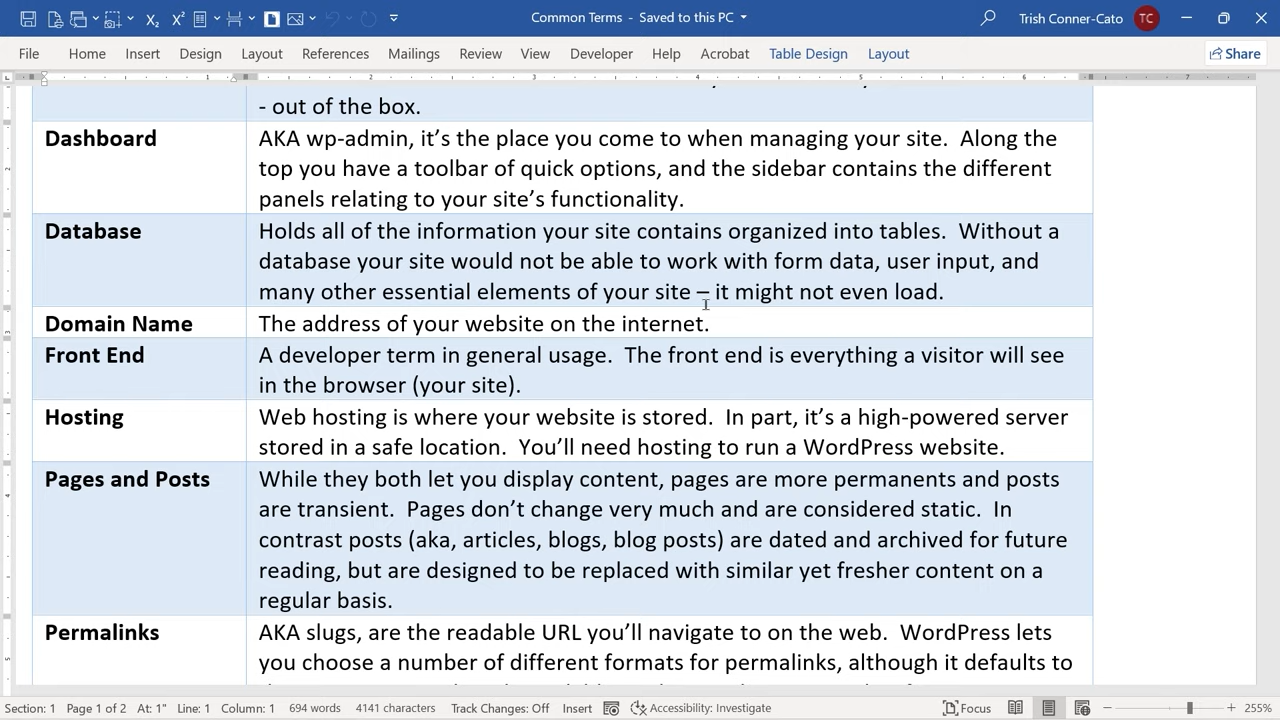 Common Terms - Saved to this PC
Trish Conner-Cato TC
File Home Insert Design Layout References Mailings Review View Developer Help Acrobat Table Design Layout Share
1 2 3 4 5 6 7
- out of the box.
Dashboard AKA wp-admin, it’s the place you come to when managing your site.  Along the
top you have a toolbar of quick options, and the sidebar contains the different
panels relating to your site’s functionality.
Database Holds all of the information your site contains organized into tables.  Without a
database your site would not be able to work with form data, user input, and
many other essential elements of your site – it might not even load.
Domain Name The address of your website on the internet.
Front End A developer term in general usage.  The front end is everything a visitor will see
in the browser (your site).
Hosting Web hosting is where your website is stored.  In part, it’s a high-powered server
stored in a safe location.  You’ll need hosting to run a WordPress website.
Pages and Posts While they both let you display content, pages are more permanents and posts
are transient.  Pages don’t change very much and are considered static.  In
contrast posts (aka, articles, blogs, blog posts) are dated and archived for future
reading, but are designed to be replaced with similar yet fresher content on a
regular basis.
Permalinks AKA slugs, are the readable URL you’ll navigate to on the web.  WordPress lets
you choose a number of different formats for permalinks, although it defaults to
Section: 1 Page 1 of 2 At: 1" Line: 1 Column: 1 694 words 4141 characters Track Changes: Off Insert Accessibility: Investigate Focus 255%